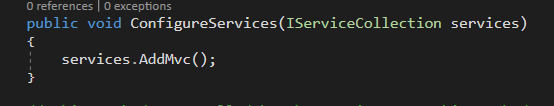 0 references | 0 exceptions
public void ConfigureServices(IServiceCollection services)
{
services.AddMvc();
}